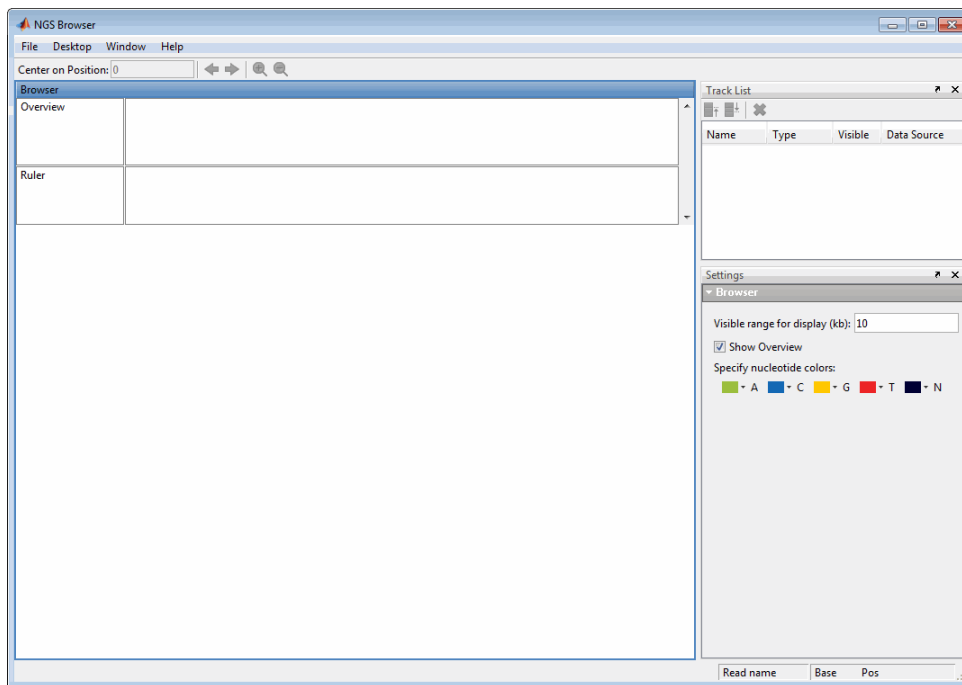 NGS Browser
File Desktop Window Help
Center on Position: 0
Browser
Overview
Ruler
Track List
Name Type Visible Data Source
Settings
Browser
Visible range for display (kb): 10
Show Overview
Specify nucleotide colors:
A C G T N
Read name Base Pos